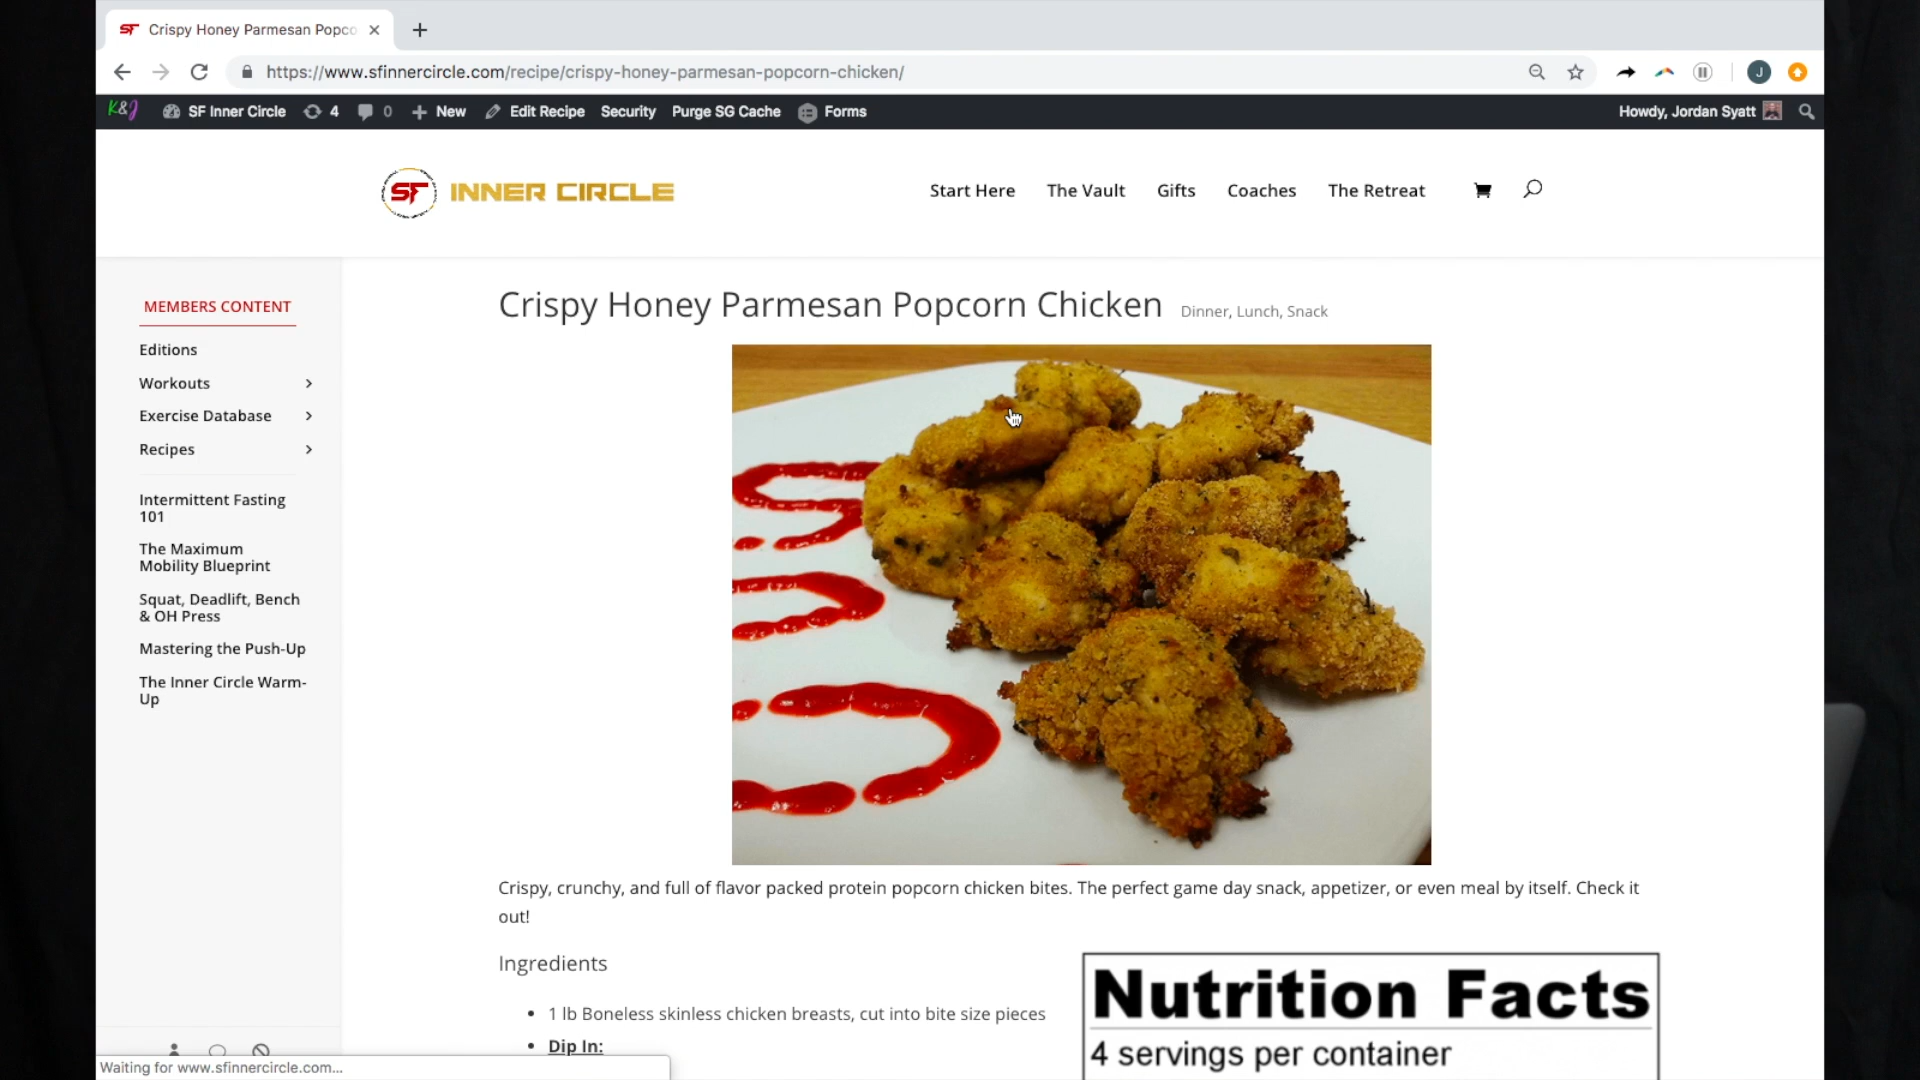 SF Crispy Honey Parmesan Popco
https://www.sfinnercircle.com/recipe/crispy-honey-parmesan-popcorn-chicken/
J
K&J SF Inner Circle 4 0 New Edit Recipe Security Purge SG Cache Forms Howdy, Jordan Syatt
SF INNER CIRCLE
Start Here The Vault Gifts Coaches The Retreat
MEMBERS CONTENT
Editions
Workouts
Exercise Database
Recipes
Intermittent Fasting
101
The Maximum
Mobility Blueprint
Squat, Deadlift, Bench
& OH Press
Mastering the Push-Up
The Inner Circle Warm-
Up
Crispy Honey Parmesan Popcorn Chicken Dinner, Lunch, Snack
Crispy, crunchy, and full of flavor packed protein popcorn chicken bites. The perfect game day snack, appetizer, or even meal by itself. Check it
out!
Ingredients
• 1 lb Boneless skinless chicken breasts, cut into bite size pieces
• Dip In:
Nutrition Facts
4 servings per container
Waiting for www.sfinnercircle.com...